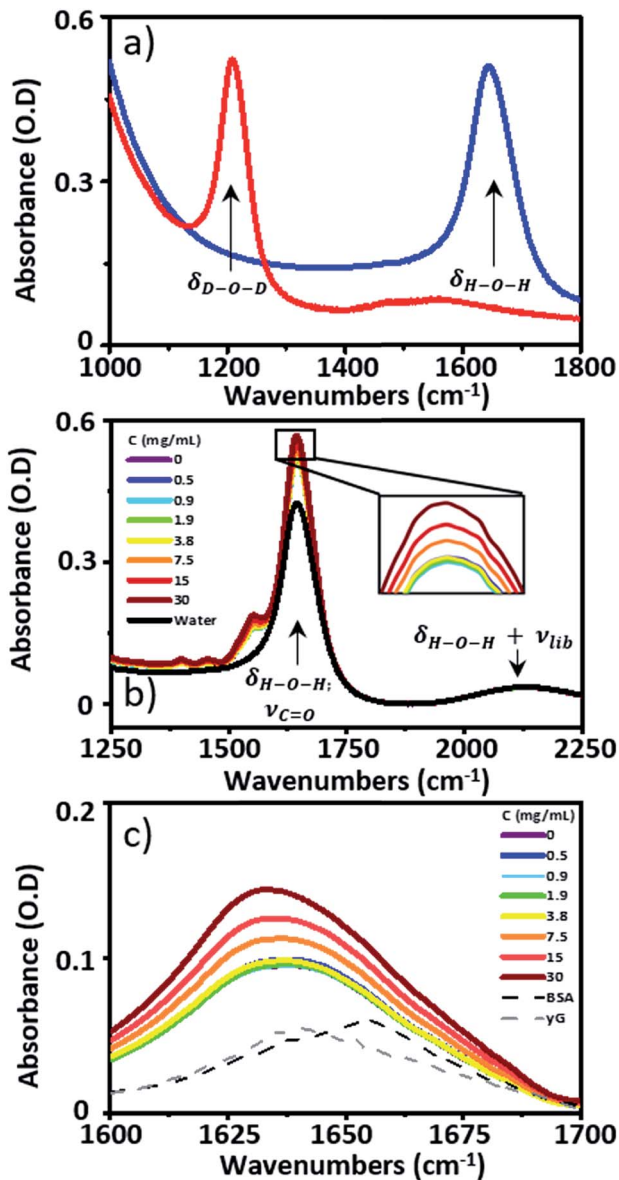 a)
Absorbance (O.D)
0.6
0.3
0
δD-O-D
δH-O-H
1000
1200
1400
1600
1800
Wavenumbers (cm⁻¹)
Absorbance (O.D)
0.6
0.3
0
C (mg/mL)
0
0.5
0.9
1.9
3.8
7.5
15
30
Water
δH-O-H;
νC=O
δH-O-H + νlib
b)
1250
1500
1750
2000
2250
Wavenumbers (cm⁻¹)
c)
Absorbance (O.D)
0.2
0.1
0
C (mg/mL)
0
0.5
0.9
1.9
3.8
7.5
15
30
BSA
yG
1600
1625
1650
1675
1700
Wavenumbers (cm⁻¹)